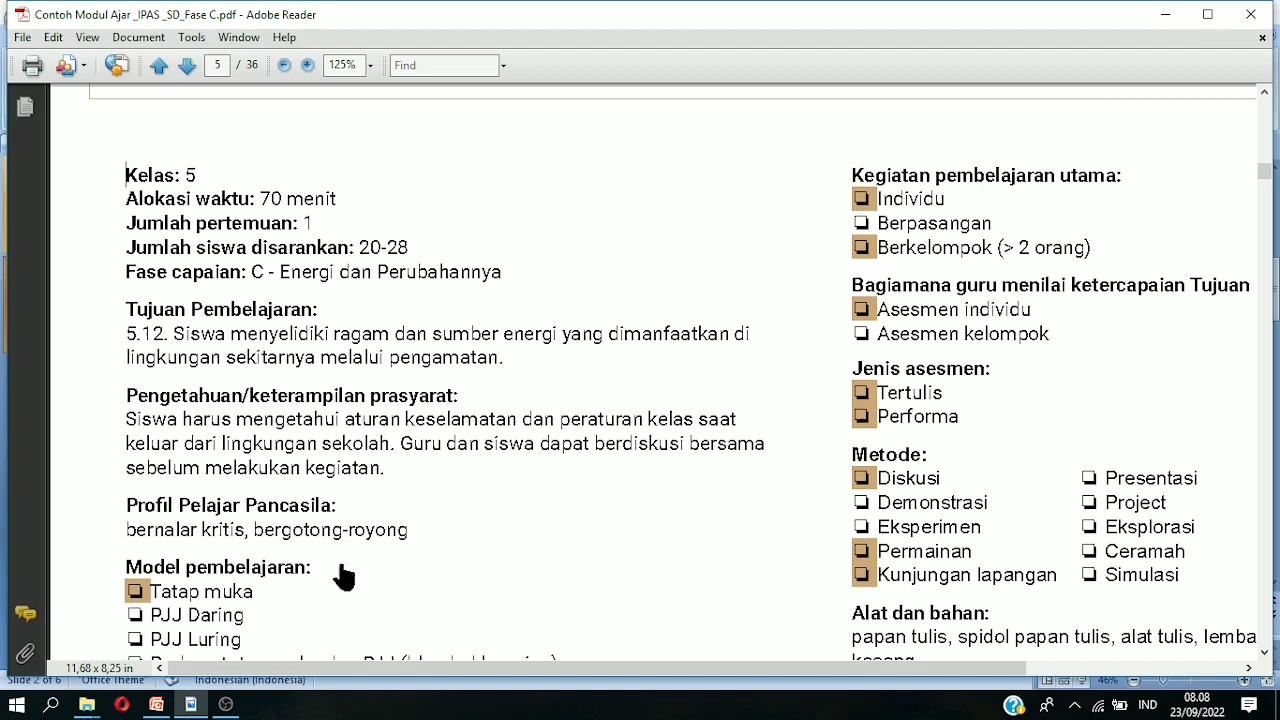 Contoh Modul Ajar _IPAS _SD_Fase C.pdf - Adobe Reader
File Edit View Document Tools Window Help
5 / 36 125% Find
Kelas: 5
Alokasi waktu: 70 menit
Jumlah pertemuan: 1
Jumlah siswa disarankan: 20-28
Fase capaian: C - Energi dan Perubahannya
Tujuan Pembelajaran:
5.12. Siswa menyelidiki ragam dan sumber energi yang dimanfaatkan di
lingkungan sekitarnya melalui pengamatan.
Pengetahuan/keterampilan prasyarat:
Siswa harus mengetahui aturan keselamatan dan peraturan kelas saat
keluar dari lingkungan sekolah. Guru dan siswa dapat berdiskusi bersama
sebelum melakukan kegiatan.
Profil Pelajar Pancasila:
bernalar kritis, bergotong-royong
Model pembelajaran:
Tatap muka
PJJ Daring
PJJ Luring
Kegiatan pembelajaran utama:
Individu
Berpasangan
Berkelompok (> 2 orang)
Bagiamana guru menilai ketercapaian Tujuan
Asesmen individu
Asesmen kelompok
Jenis asesmen:
Tertulis
Performa
Metode:
Diskusi
Demonstrasi
Eksperimen
Permainan
Kunjungan lapangan
Presentasi
Project
Eksplorasi
Ceramah
Simulasi
Alat dan bahan:
papan tulis, spidol papan tulis, alat tulis, lemba
11,68 x 8,25 in
Slide 2 of 6 "Office Theme" Indonesian (Indonesia) 46%
IND
08.08
23/09/2022